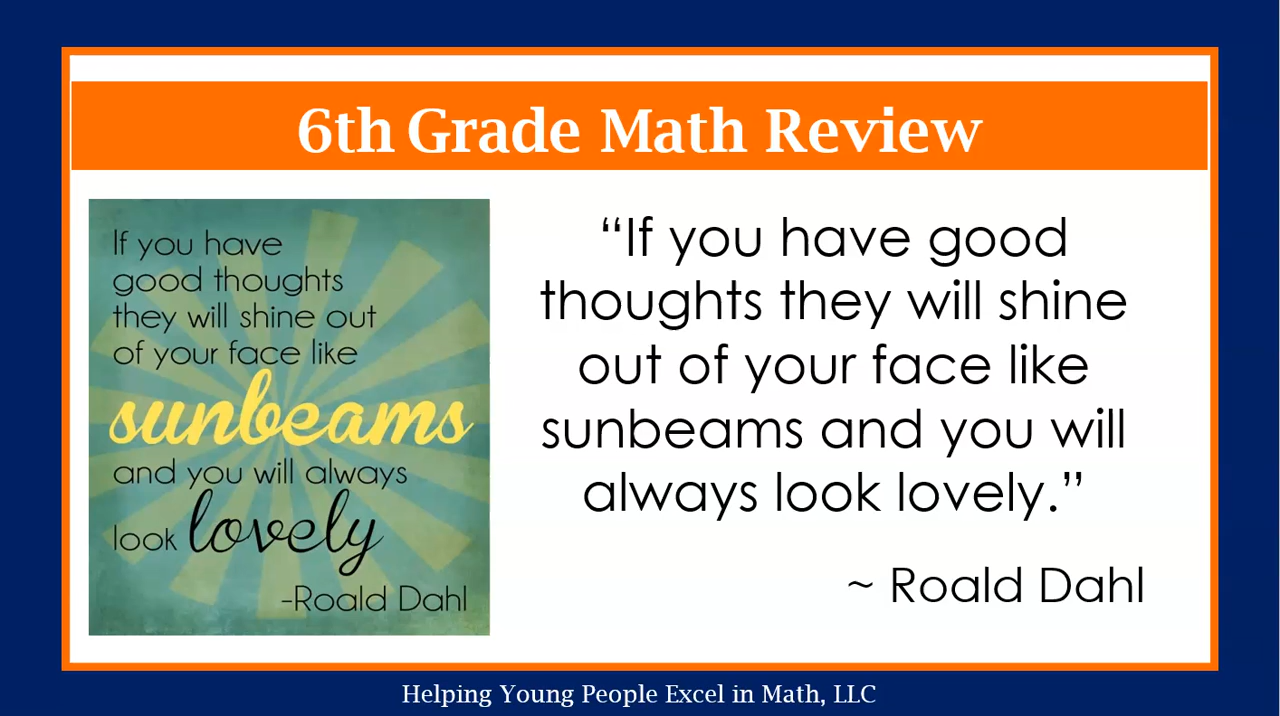 6th Grade Math Review
If you have
good thoughts
they will shine out
of your face like
sunbeams
and you will always
look lovely
-Roald Dahl
“If you have good
thoughts they will shine
out of your face like
sunbeams and you will
always look lovely.”
~ Roald Dahl
Helping Young People Excel in Math, LLC